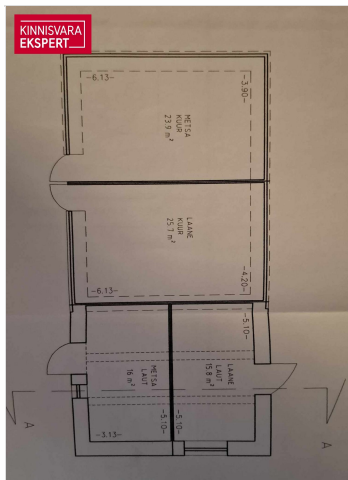 KINNISVARA
EKSPERT
-6.13-
-3.90-
METSA
KUUR
23.9 m²
LAANE
KUUR
25.7 m²
-6.13-
-4.20-
-5.10-
METSA
LAUT
16 m²
LAANE
LAUT
15.8 m²
-3.13-
-5.10-
-5.10-
A
A